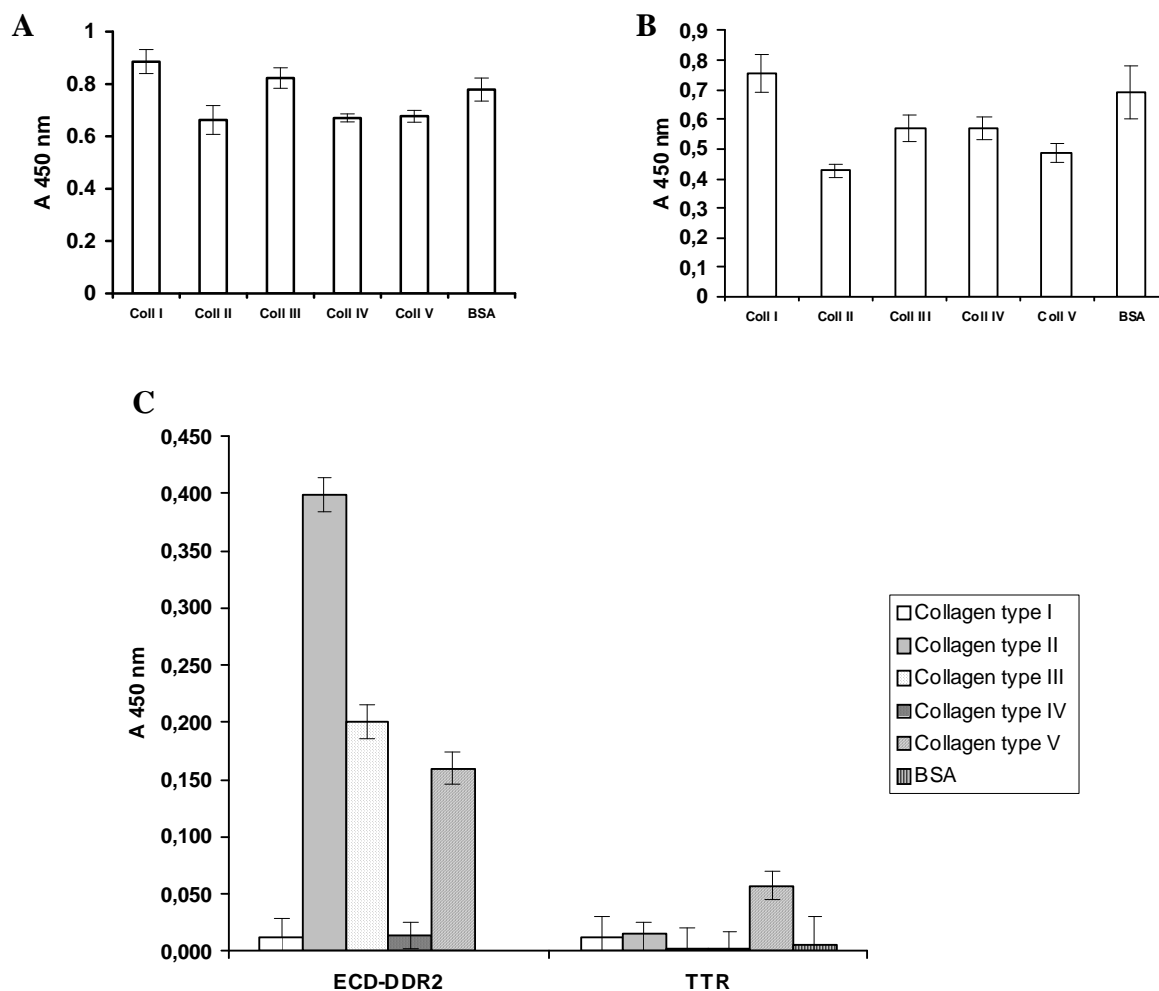 A
A 450 nm
1
0.8
0.6
0.4
0.2
0
Coll I Coll II Coll III Coll IV Coll V BSA
B
A 450 nm
0,9
0,8
0,7
0,6
0,5
0,4
0,3
0,2
0,1
0
Coll I Coll II Coll III Coll IV Coll V BSA
C
A 450 nm
0,450
0,400
0,350
0,300
0,250
0,200
0,150
0,100
0,050
0,000
ECD-DDR2 TTR
Collagen type I
Collagen type II
Collagen type III
Collagen type IV
Collagen type V
BSA